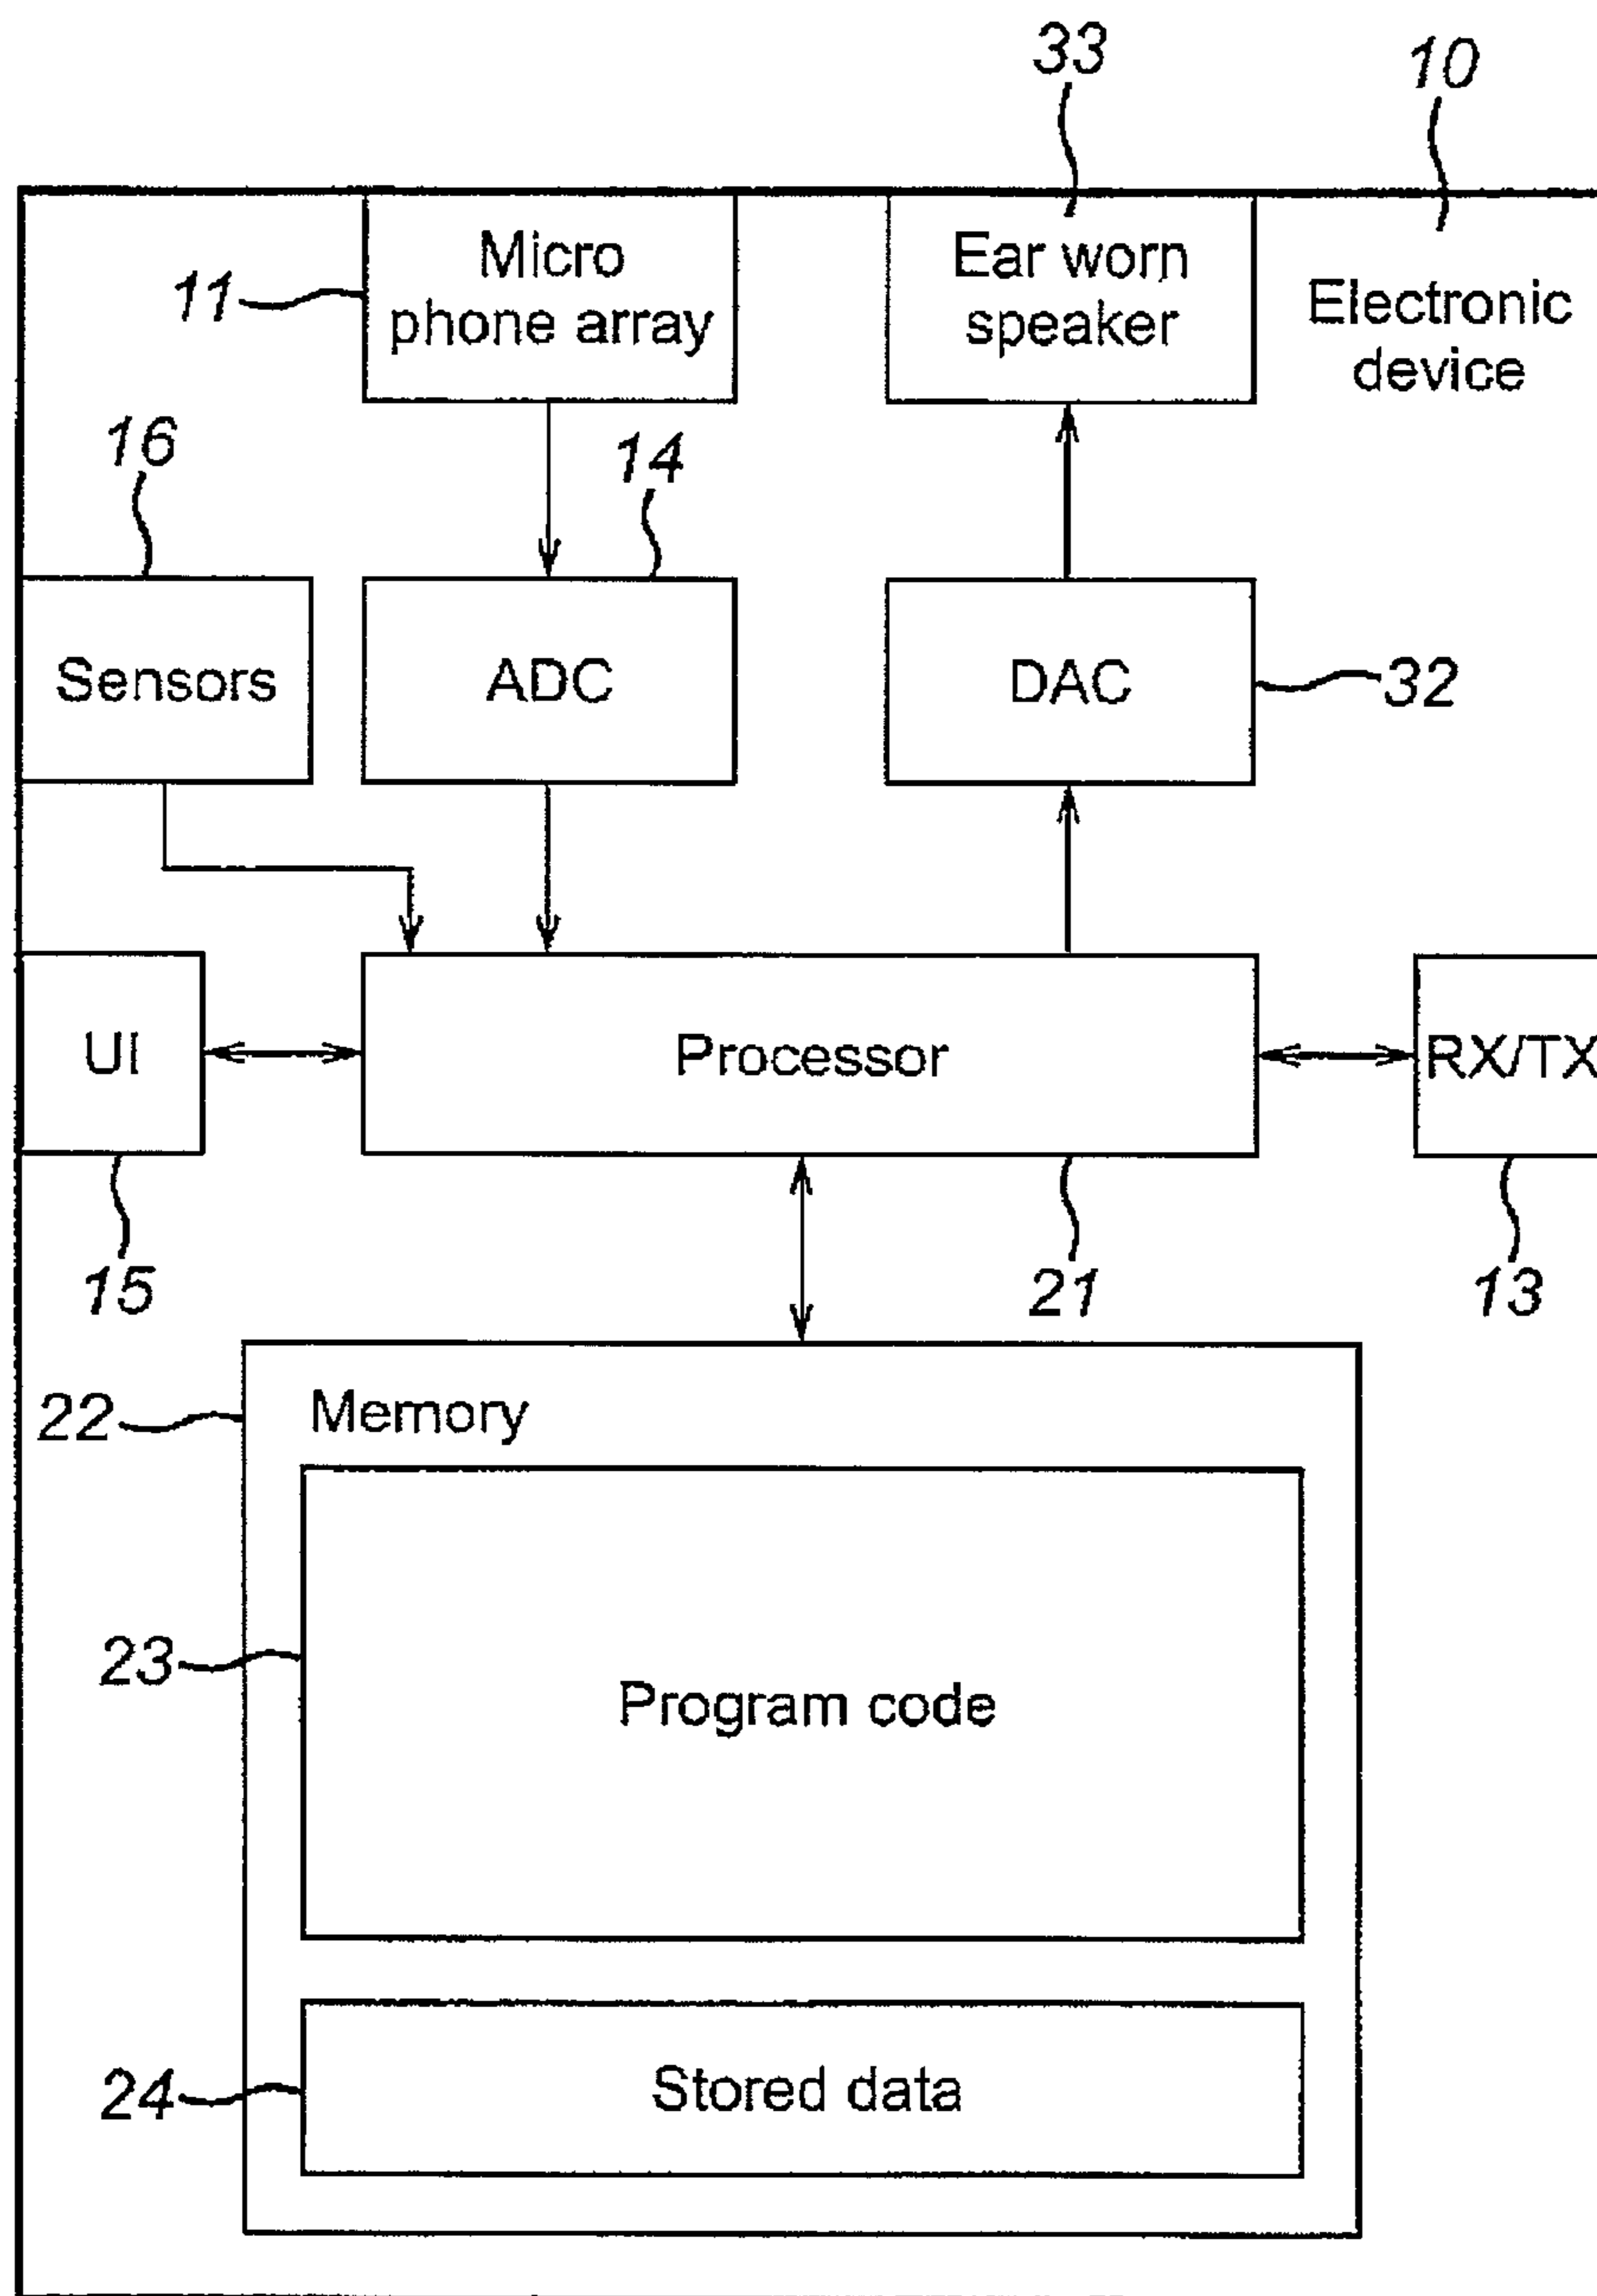 33
10
Micro
phone array
11
Ear worn
speaker
Electronic
device
16
14
Sensors
ADC
DAC
32
UI
Processor
RX/TX
15
21
13
22
Memory
23
Program code
24
Stored data